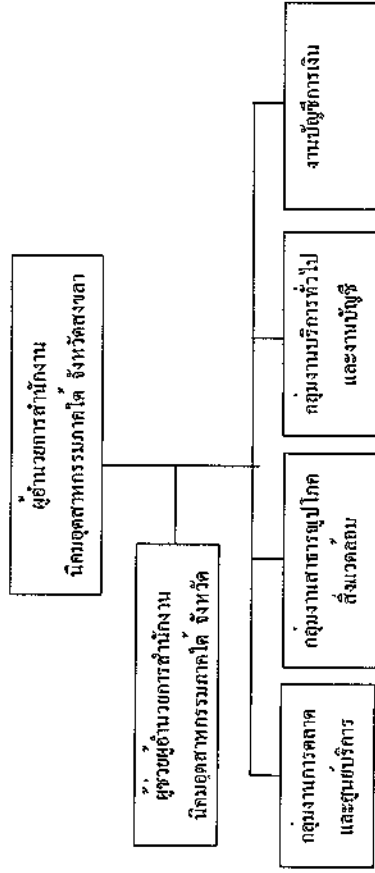 ผู้อำนวยการสำนักงาน
นิคมอุตสาหกรรมภาคใต้ จังหวัดสงขลา
ผู้ช่วยผู้อำนวยการสำนักงาน
นิคมอุตสาหกรรมภาคใต้ จังหวัด
กลุ่มงานการตลาด
และศูนย์บริการ
กลุ่มงานสาธารณูปโภค
สิ่งแวดล้อม
กลุ่มงานบริการทั่วไป
และงานบัญชี
งานบัญชีการเงิน